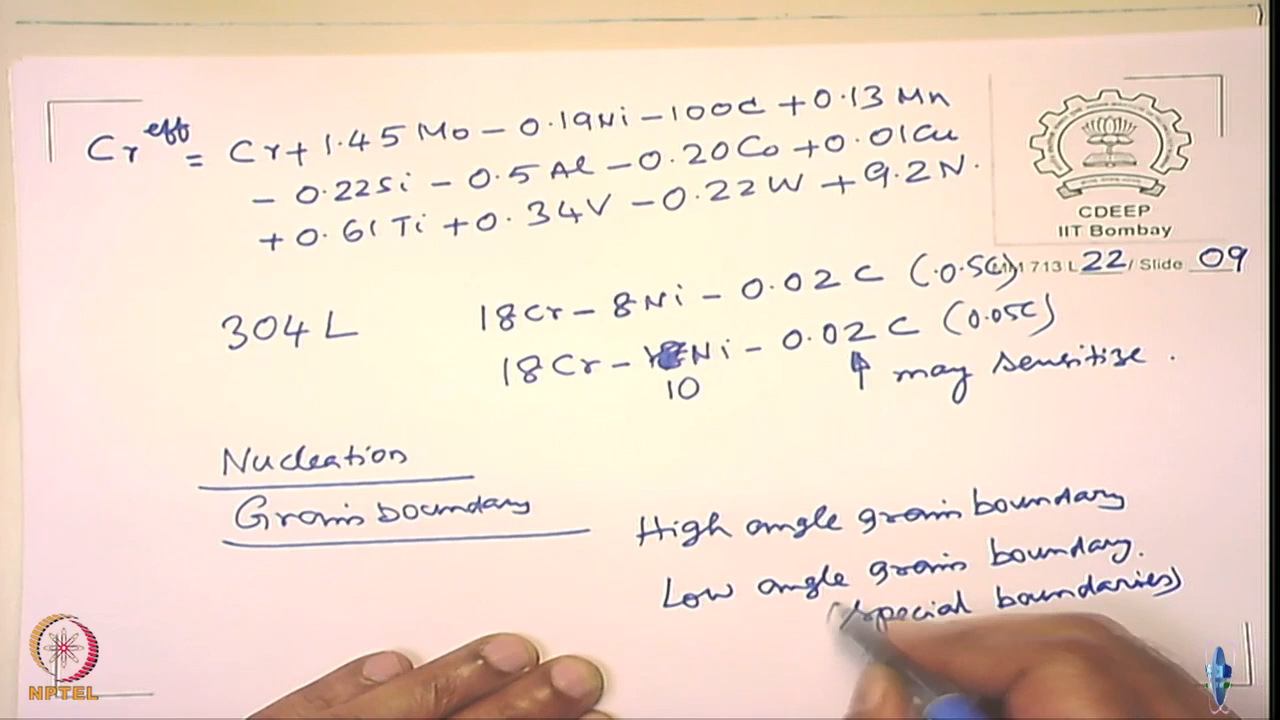 Cr^eff = Cr + 1.45 Mo - 0.19Ni - 100C + 0.13 Mn
- 0.22Si - 0.5 Al - 0.20Co + 0.01Cu
+ 0.61 Ti + 0.34V - 0.22W + 9.2 N.
CDEEP
IIT Bombay
MM 713 L 22 / Slide 09
304 L
18Cr - 8Ni - 0.02 C (0.5C)
18Cr - Ni - 0.02 C (0.05C)
10
↑ may sensitize.
Nucleation
Grain boundary
High angle grain boundary
Low angle grain boundary.
(special boundaries)
NPTEL